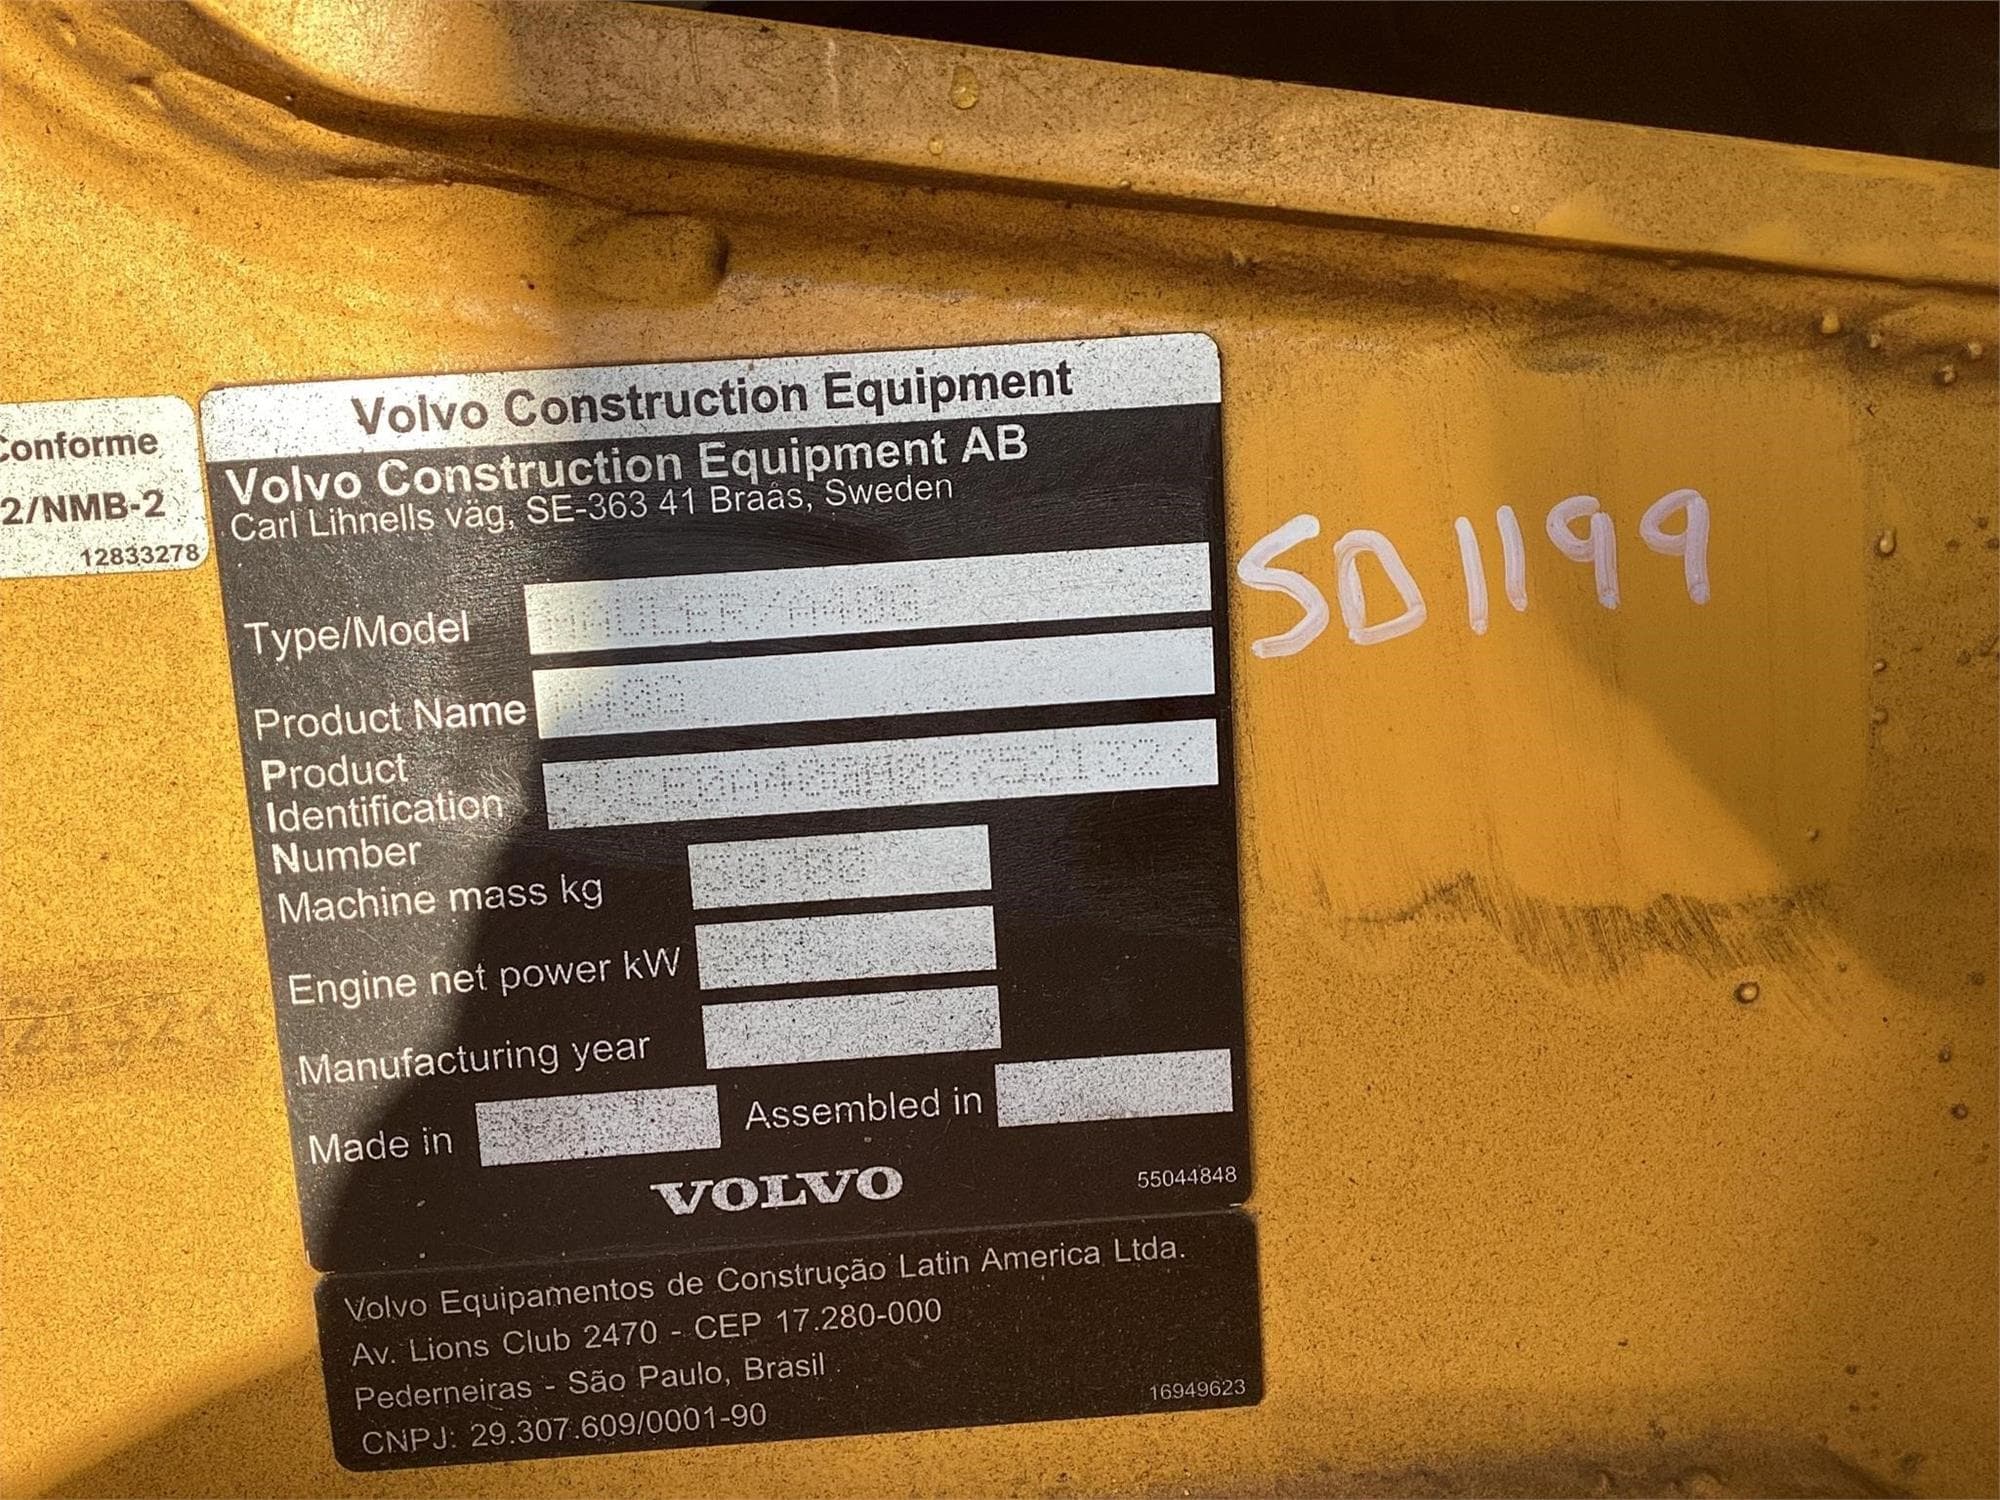 Conforme
2/NMB-2
12833278
Volvo Construction Equipment
Volvo Construction Equipment AB
Carl Lihnells väg, SE-363 41 Braås, Sweden
Type/Model HAULER/A40G
Product Name A40G
Product
Identification
Number
Machine mass kg
Engine net power kW
Manufacturing year
Made in Assembled in
VOLVO 55044848
Volvo Equipamentos de Construção Latin America Ltda.
Av. Lions Club 2470 - CEP 17.280-000
Pederneiras - São Paulo, Brasil
CNPJ: 29.307.609/0001-90
16949623
SD1199